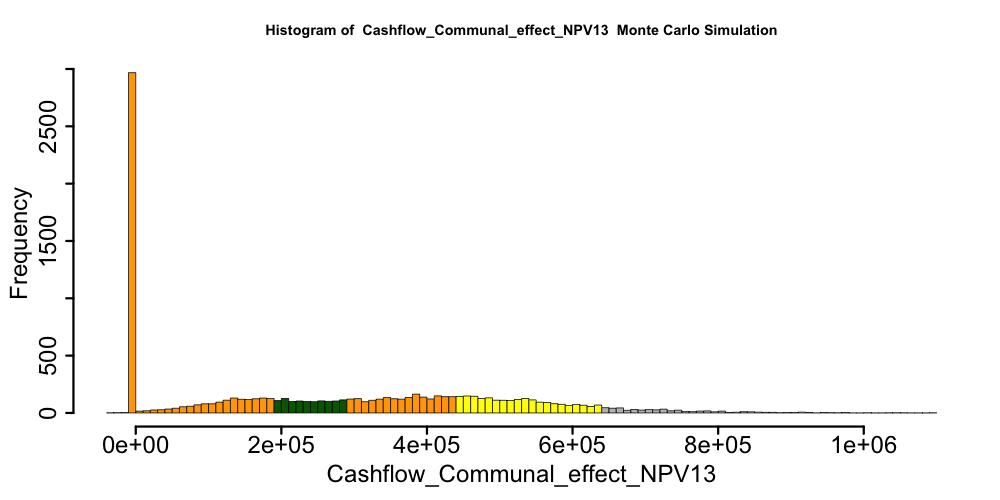 Histogram of  Cashflow_Communal_effect_NPV13  Monte Carlo Simulation
Frequency
2500
1500
500
0
0e+00 2e+05 4e+05 6e+05 8e+05 1e+06
Cashflow_Communal_effect_NPV13